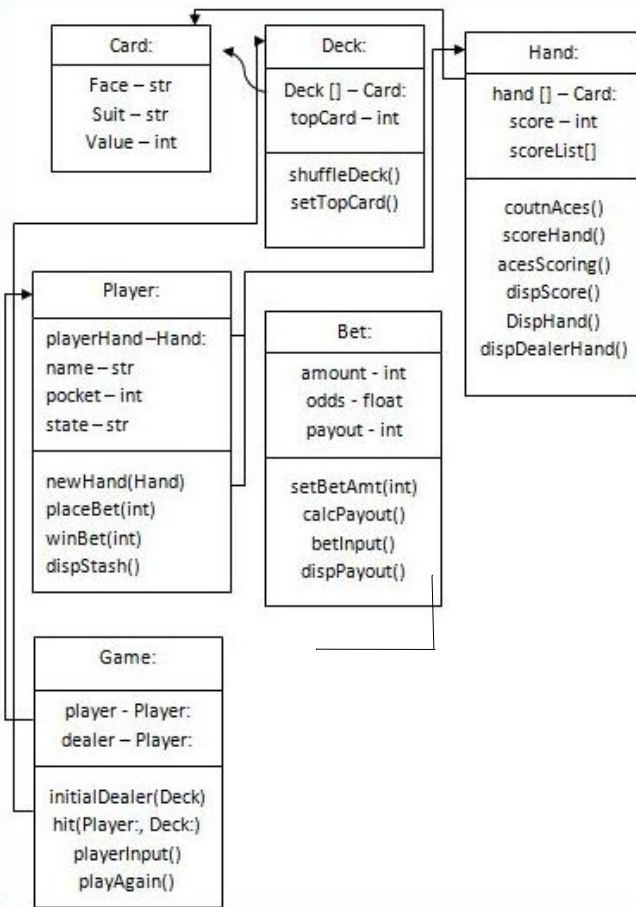 Card:
Face – str
Suit – str
Value – int
Deck:
Deck [] – Card:
topCard – int
shuffleDeck()
setTopCard()
Hand:
hand [] – Card:
score – int
scoreList[]
coutnAces()
scoreHand()
acesScoring()
dispScore()
DispHand()
dispDealerHand()
Player:
playerHand –Hand:
name – str
pocket – int
state – str
newHand(Hand)
placeBet(int)
winBet(int)
dispStash()
Bet:
amount - int
odds - float
payout - int
setBetAmt(int)
calcPayout()
betInput()
dispPayout()
Game:
player - Player:
dealer – Player:
initialDealer(Deck)
hit(Player:, Deck:)
playerInput()
playAgain()